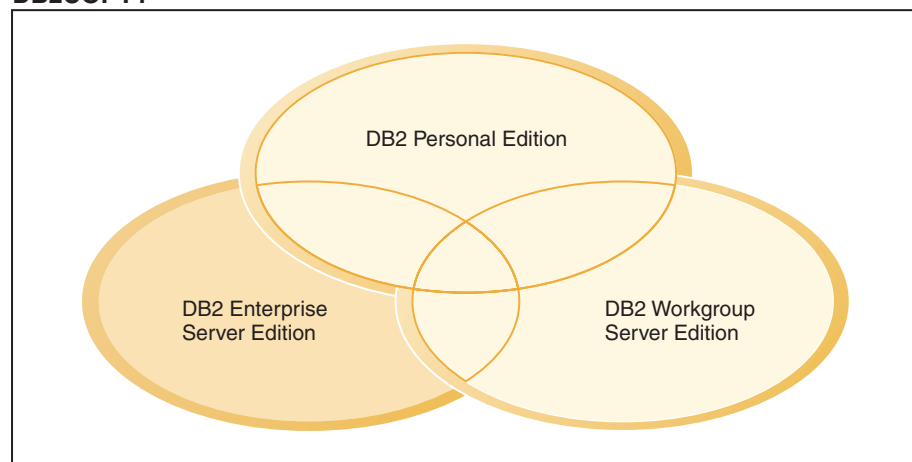 DB2 Personal Edition
DB2 Enterprise
Server Edition
DB2 Workgroup
Server Edition